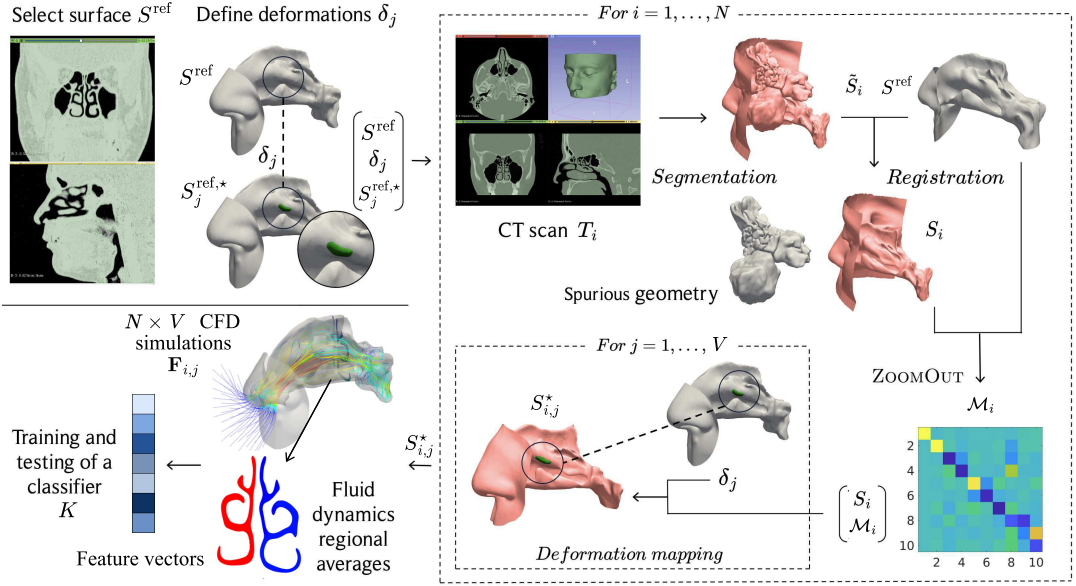 Select surface S^ref
Define deformations δ_j
S^ref
δ_j
S_j^{ref,⋆}
S^ref
δ_j
S_j^{ref,⋆}
For i = 1, . . . , N
CT scan T_i
Segmentation
S̃_i S^ref
Registration
S_i
Spurious geometry
ZOOMOUT
M_i
2
4
6
8
10
2 4 6 8 10
S_i
M_i
For j = 1, . . . , V
S_{i,j}^⋆
δ_j
Deformation mapping
S_{i,j}^⋆
N × V CFD
simulations
F_{i,j}
Fluid
dynamics
regional
averages
Feature vectors
Training and
testing of a
classifier
K